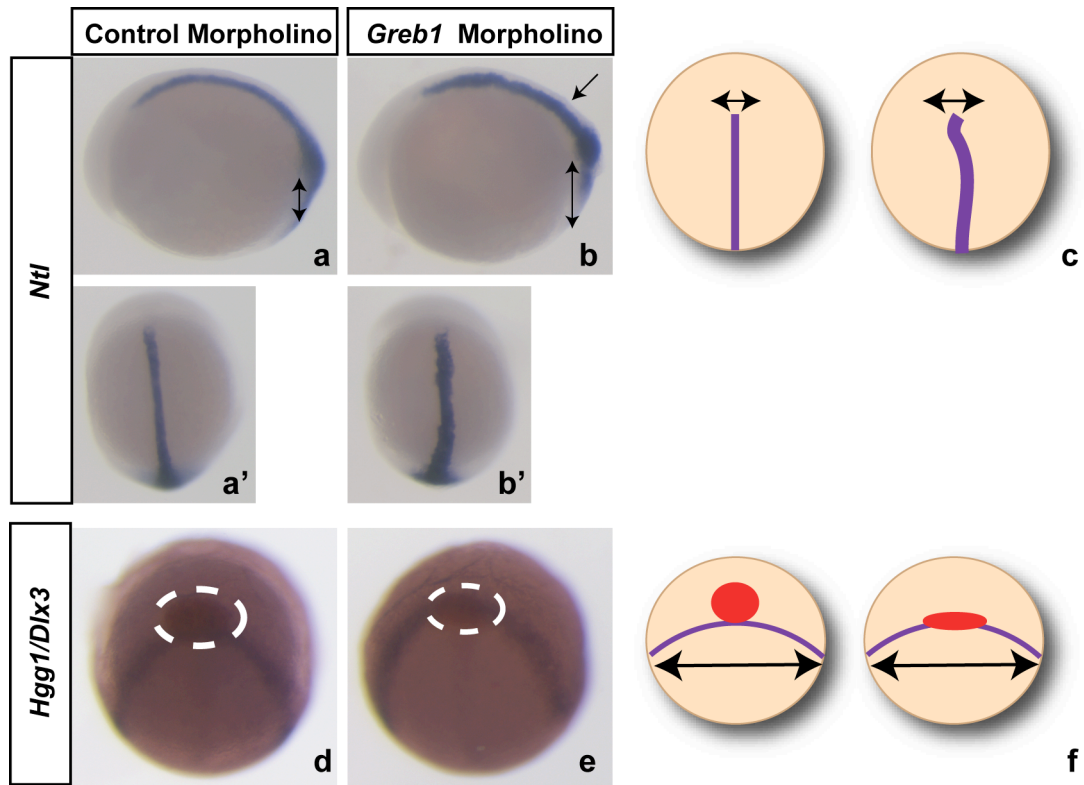 Control Morpholino
Greb1 Morpholino
Ntl
a
b
c
a’
b’
Hgg1/Dlx3
d
e
f